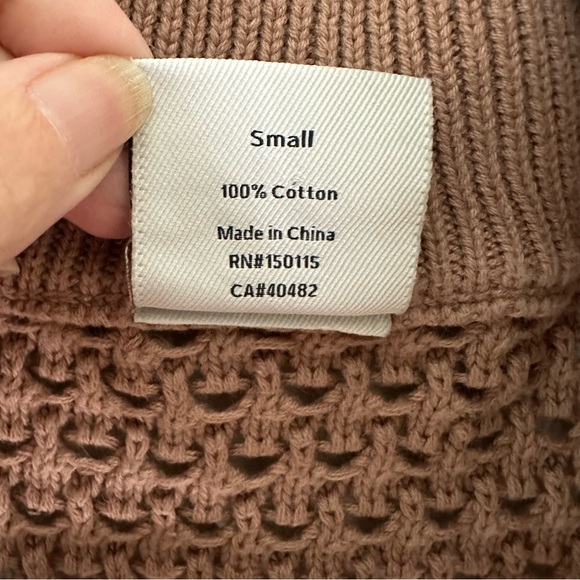 Small
100% Cotton
Made in China
RN#150115
CA#40482